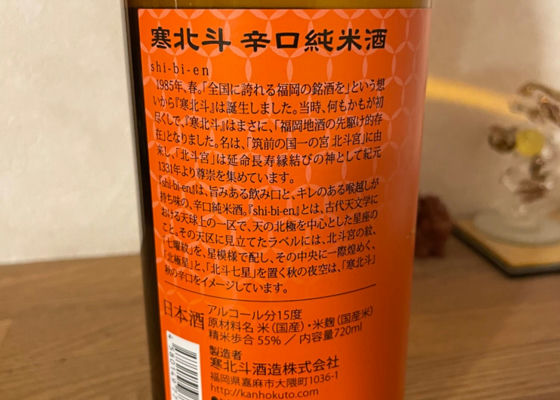 寒北斗 辛口純米酒
shi-bi-en
1985年、春。「全国に誇れる福岡の銘酒を」という想
いから『寒北斗』は誕生しました。当時、何もかもが初
尽くしで、『寒北斗』はまさに、「福岡地酒の先駆け的存
在」となりました。名は、「筑前の国一の宮 北斗宮」に由
来し、「北斗宮」は延命長寿縁結びの神として紀元
1331年より尊崇を集めています。
『shi-bi-en』は、旨みある飲み口と、キレのある喉越しが
持ち味の、辛口純米酒。『shi-bi-en』とは、古代天文学に
おける天球上の一区で、天の北極を中心とした星座の
こと。その天区に見立てたラベルには、北斗宮の紋、
「七曜紋」を、星模様で配し、その中央に一際煌めく、
「北極星」と、「北斗七星」を置く秋の夜空は、「寒北斗」
秋の辛口をイメージしています。
日本酒
アルコール分15度
原材料名 米(国産)・米麹(国産米)
精米歩合 55% / 内容量720ml
製造者
寒北斗酒造株式会社
福岡県嘉麻市大隈町1036-1
http://kanhokuto.com/